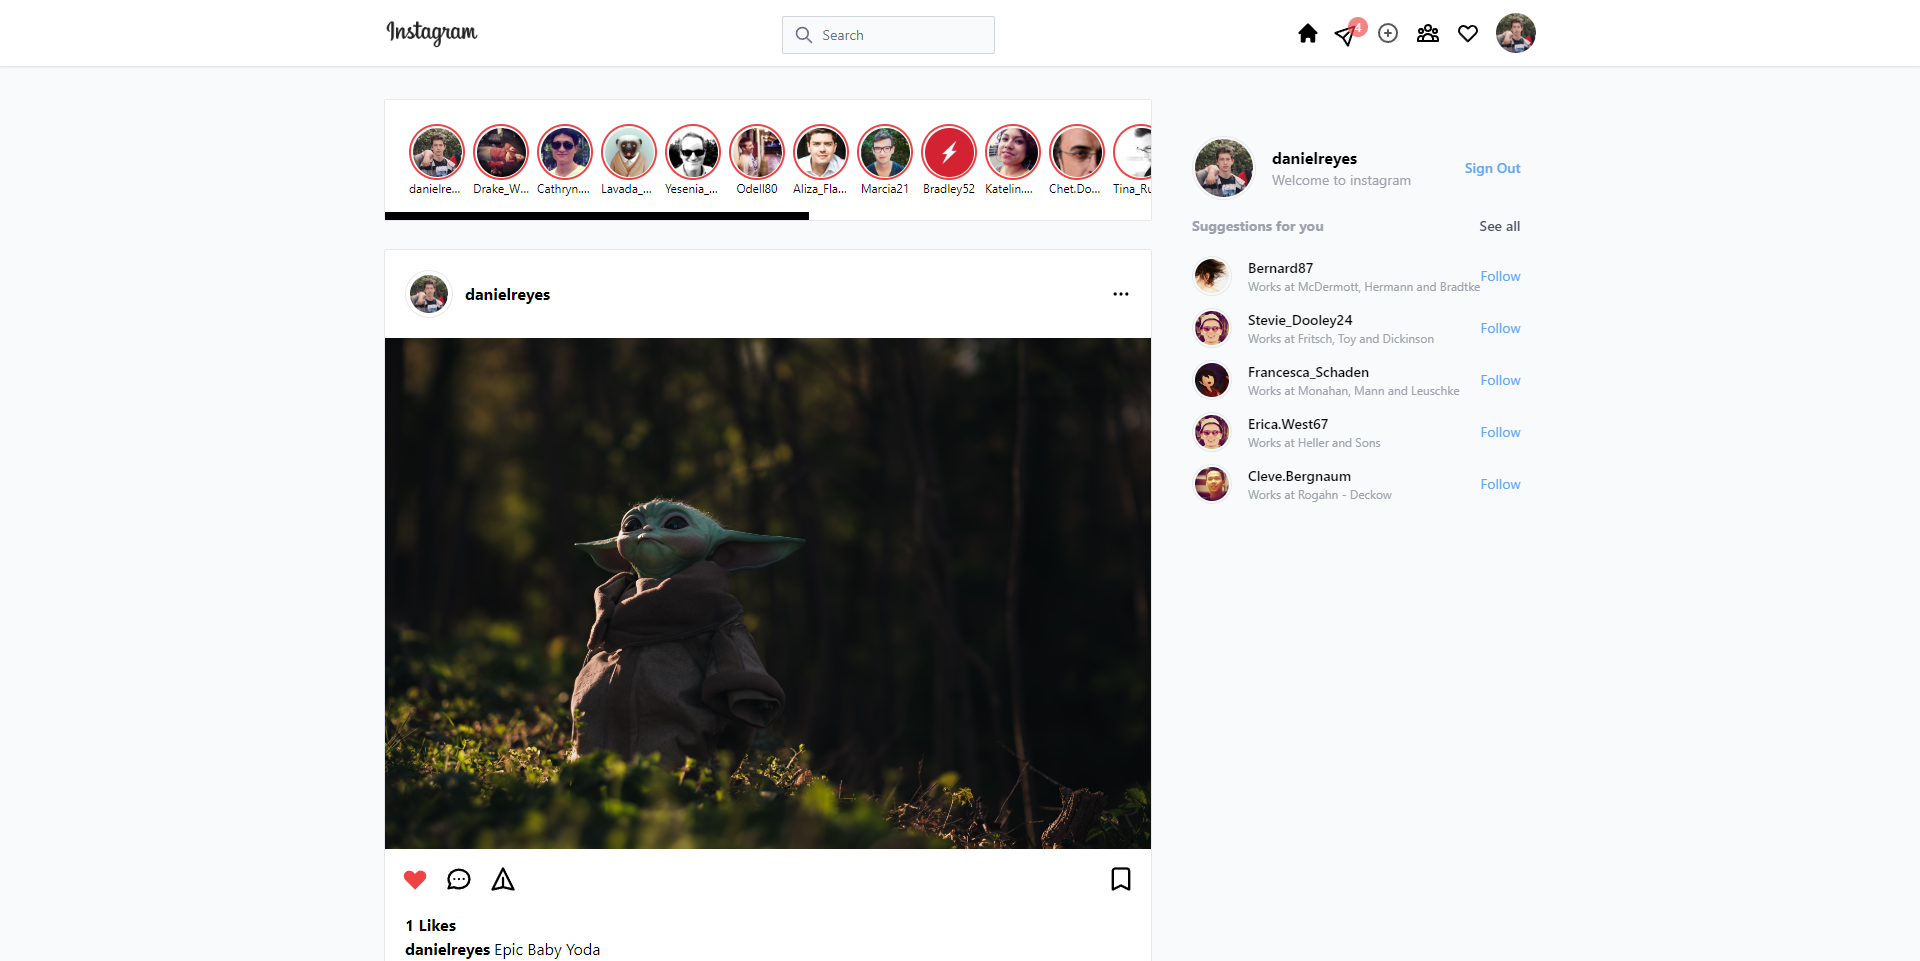 Instagram
Search
4
danielre...
Drake_W...
Cathryn....
Lavada_...
Yesenia_...
Odell80
Aliza_Fla...
Marcia21
Bradley52
Katelin....
Chet.Do...
Tina_Ru
danielreyes
Welcome to instagram
Sign Out
Suggestions for you
See all
Bernard87
Works at McDermott, Hermann and Bradtke
Follow
Stevie_Dooley24
Works at Fritsch, Toy and Dickinson
Follow
Francesca_Schaden
Works at Monahan, Mann and Leuschke
Follow
Erica.West67
Works at Heller and Sons
Follow
Cleve.Bergnaum
Works at Rogahn - Deckow
Follow
danielreyes
1 Likes
danielreyes Epic Baby Yoda